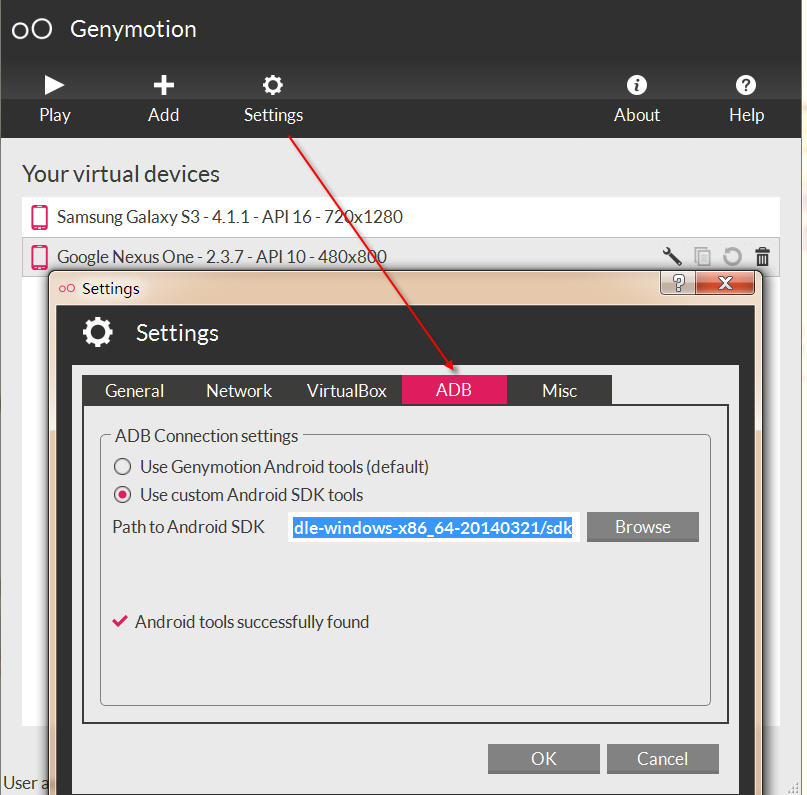 Genymotion
Play Add Settings About Help
Your virtual devices
Samsung Galaxy S3 - 4.1.1 - API 16 - 720x1280
Google Nexus One - 2.3.7 - API 10 - 480x800
Settings
Settings
General Network VirtualBox ADB Misc
ADB Connection settings
Use Genymotion Android tools (default)
Use custom Android SDK tools
Path to Android SDK dle-windows-x86_64-20140321/sdk Browse
Android tools successfully found
OK Cancel
User